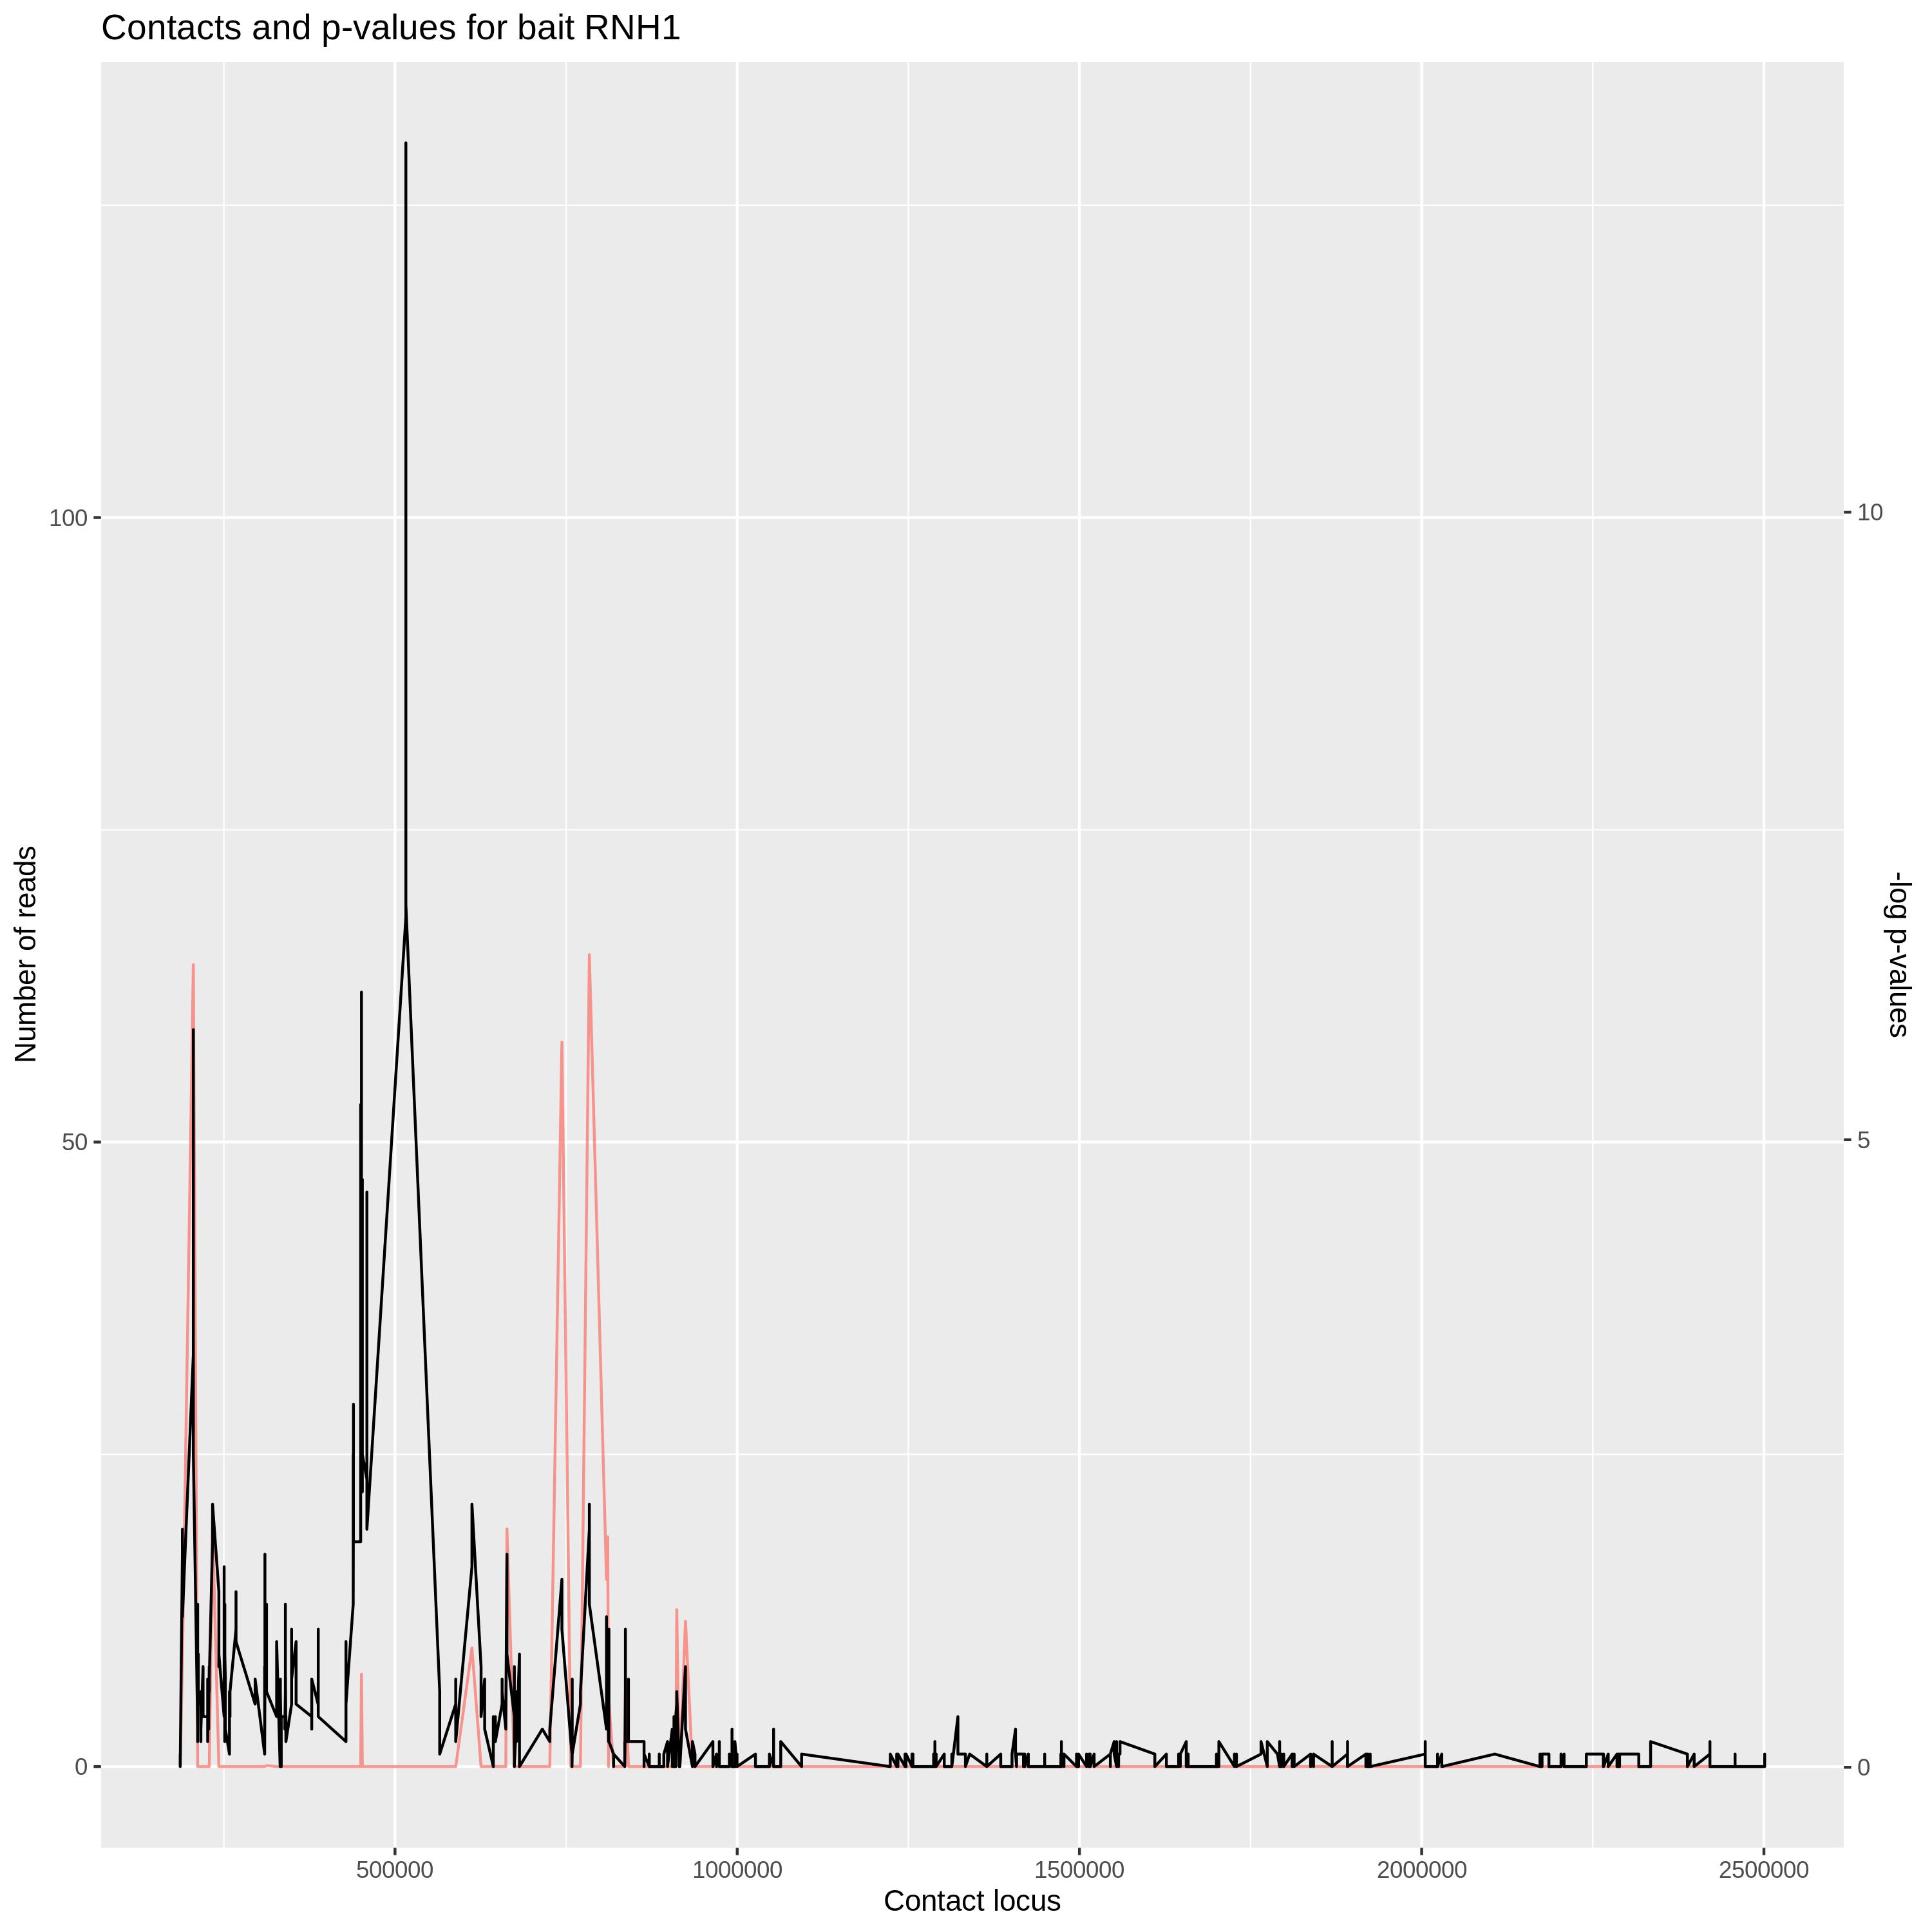 Contacts and p-values for bait RNH1
Number of reads
100
50
0
10
5
0
-log p-values
500000
1000000
1500000
2000000
2500000
Contact locus